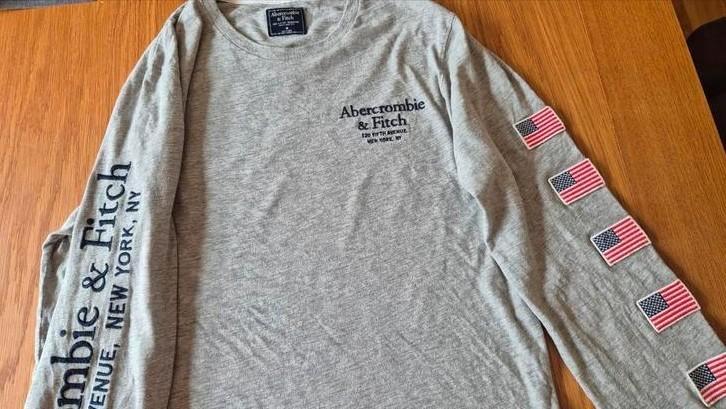 Abercrombie
& Fitch
Abercrombie
& Fitch
720 FIFTH AVENUE
NEW YORK, NY
mbie & Fitch
VENUE, NEW YORK, NY